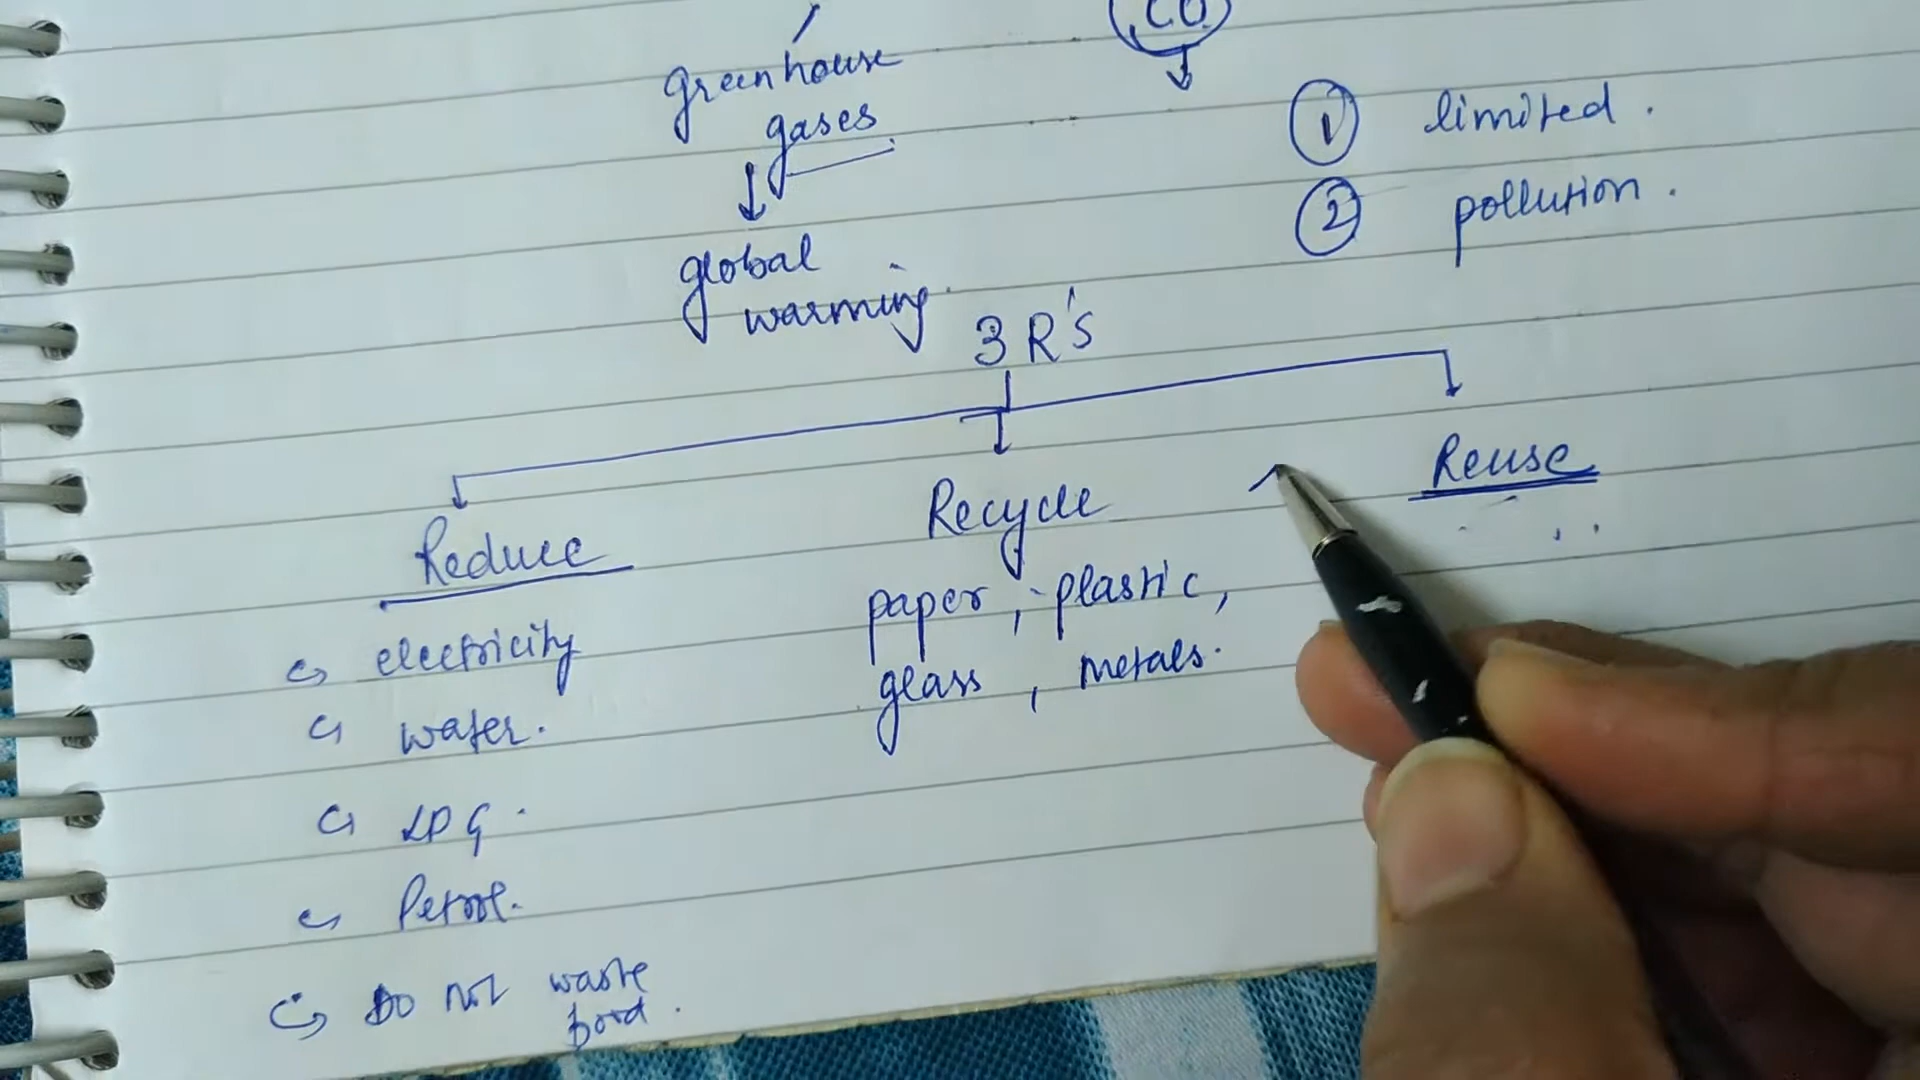 CO
greenhouse
gases
① limited.
② pollution.
global
warming.
3 R's
Reduce
Recycle
Reuse
electricity
water.
LPG.
Petrol.
Do not waste
food.
paper, plastic,
glass, metals.